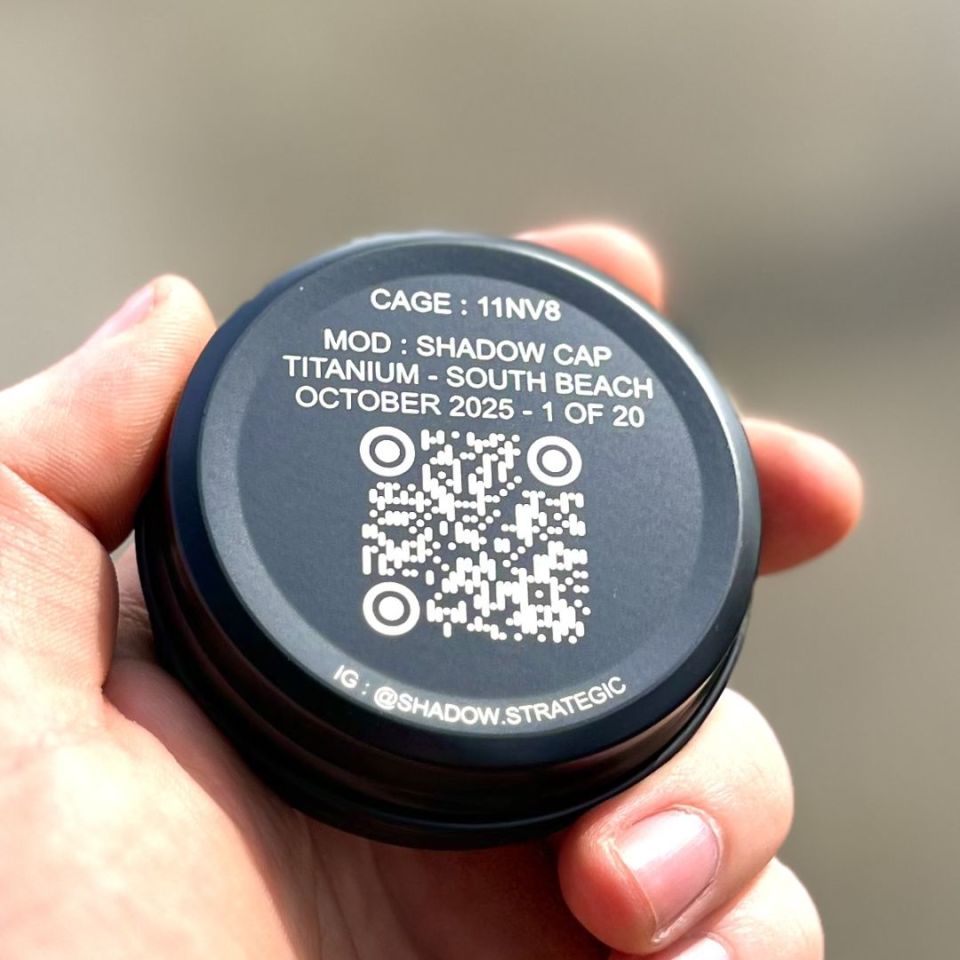 CAGE : 11NV8
MOD : SHADOW CAP
TITANIUM - SOUTH BEACH
OCTOBER 2025 - 1 OF 20
IG : @SHADOW.STRATEGIC